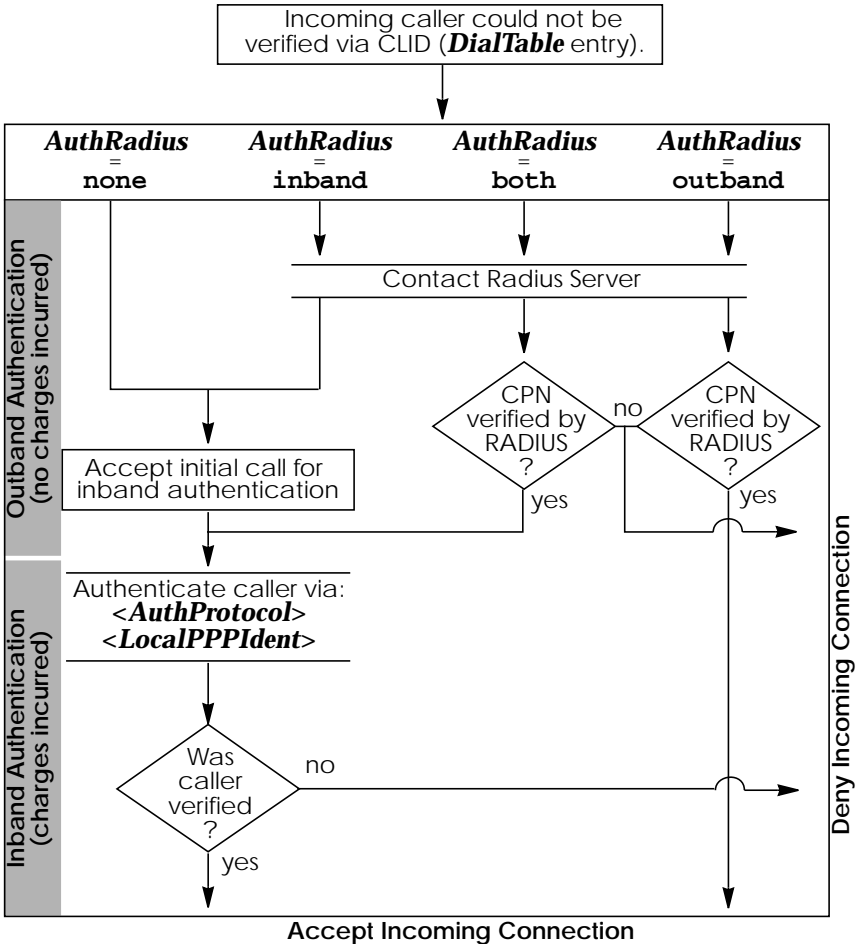 Incoming caller could not be
verified via CLID (DialTable entry).
AuthRadius
=
none
AuthRadius
=
inband
AuthRadius
=
both
AuthRadius
=
outband
Outband Authentication
(no charges incurred)
Contact Radius Server
CPN
verified by
RADIUS
?
no
CPN
verified by
RADIUS
?
yes
yes
Accept initial call for
inband authentication
Inband Authentication
(charges incurred)
Authenticate caller via:
<AuthProtocol>
<LocalPPPIdent>
Was
caller
verified
?
no
yes
Deny Incoming Connection
Accept Incoming Connection